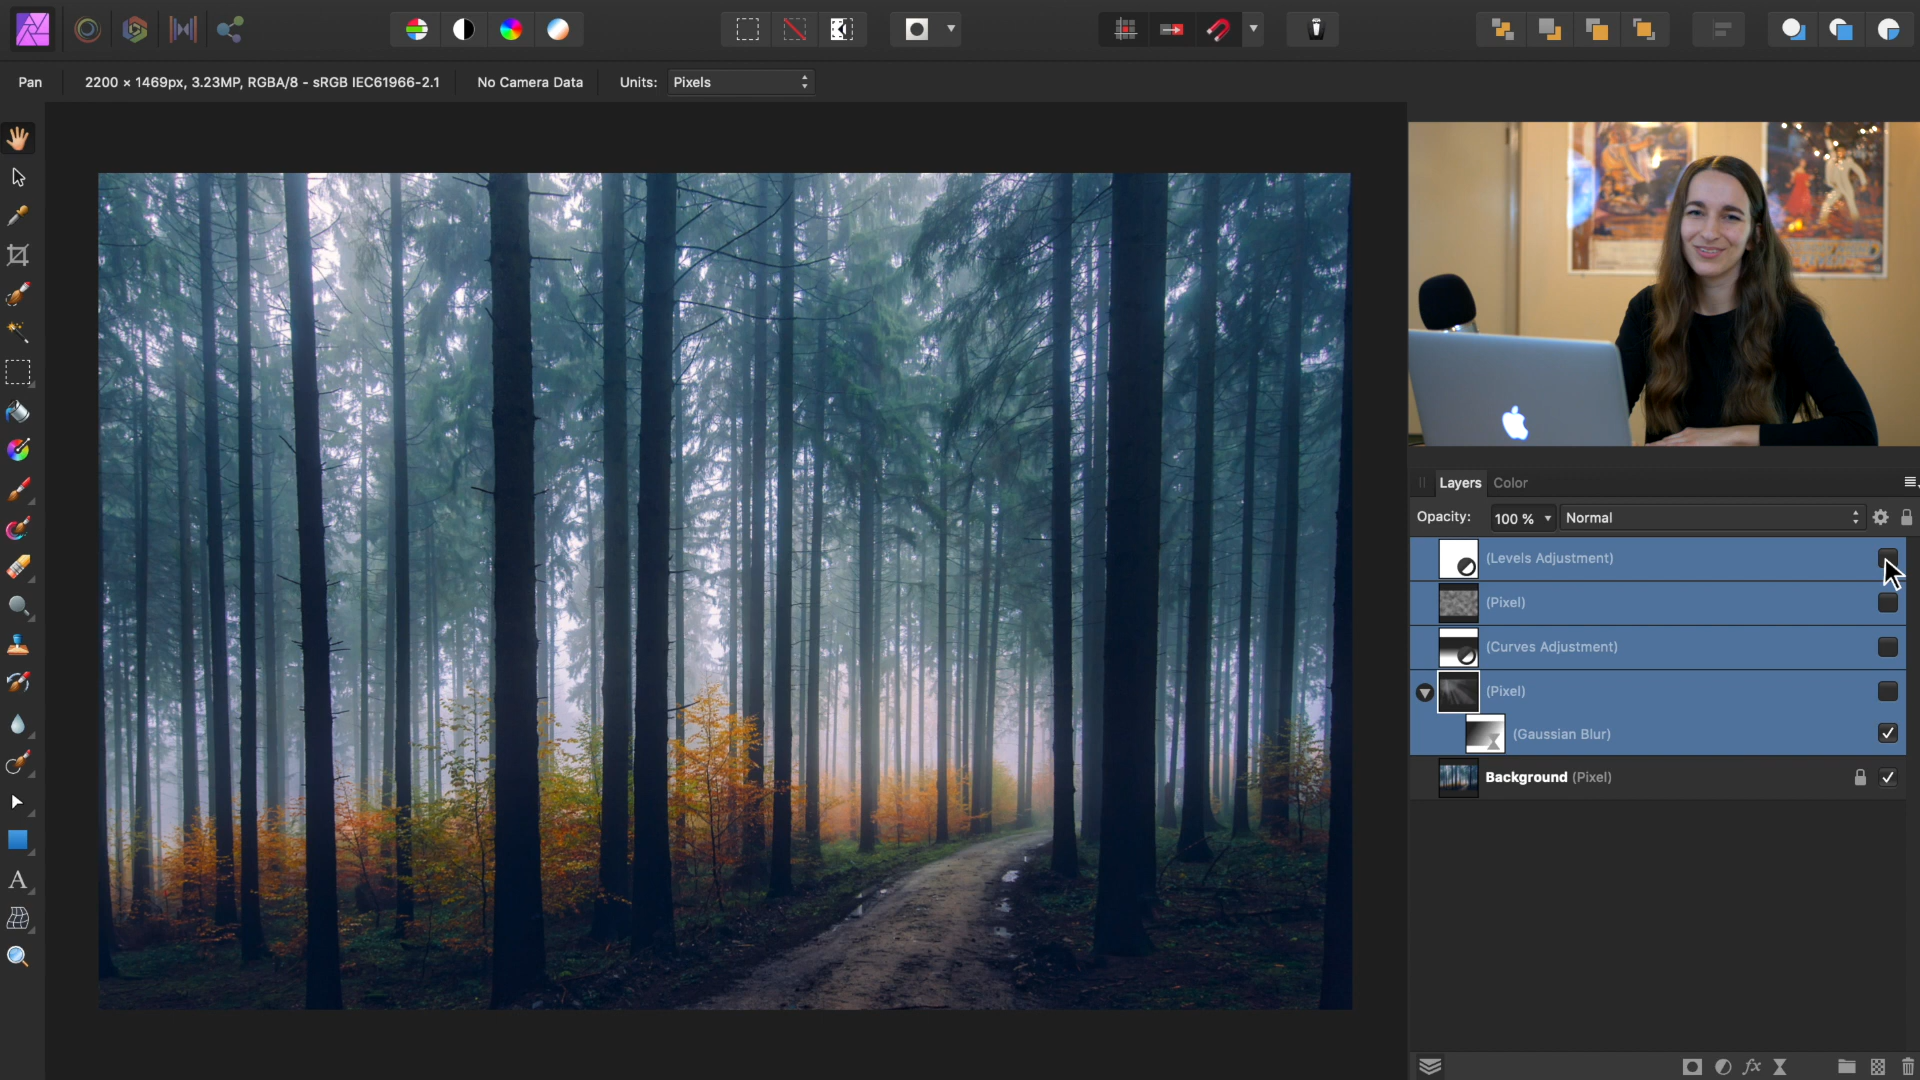 Pan
2200 × 1469px, 3.23MP, RGBA/8 - sRGB IEC61966-2.1
No Camera Data
Units:
Pixels
Layers
Color
Opacity:
100 %
Normal
(Levels Adjustment)
(Pixel)
(Curves Adjustment)
(Pixel)
(Gaussian Blur)
Background (Pixel)
A
fx